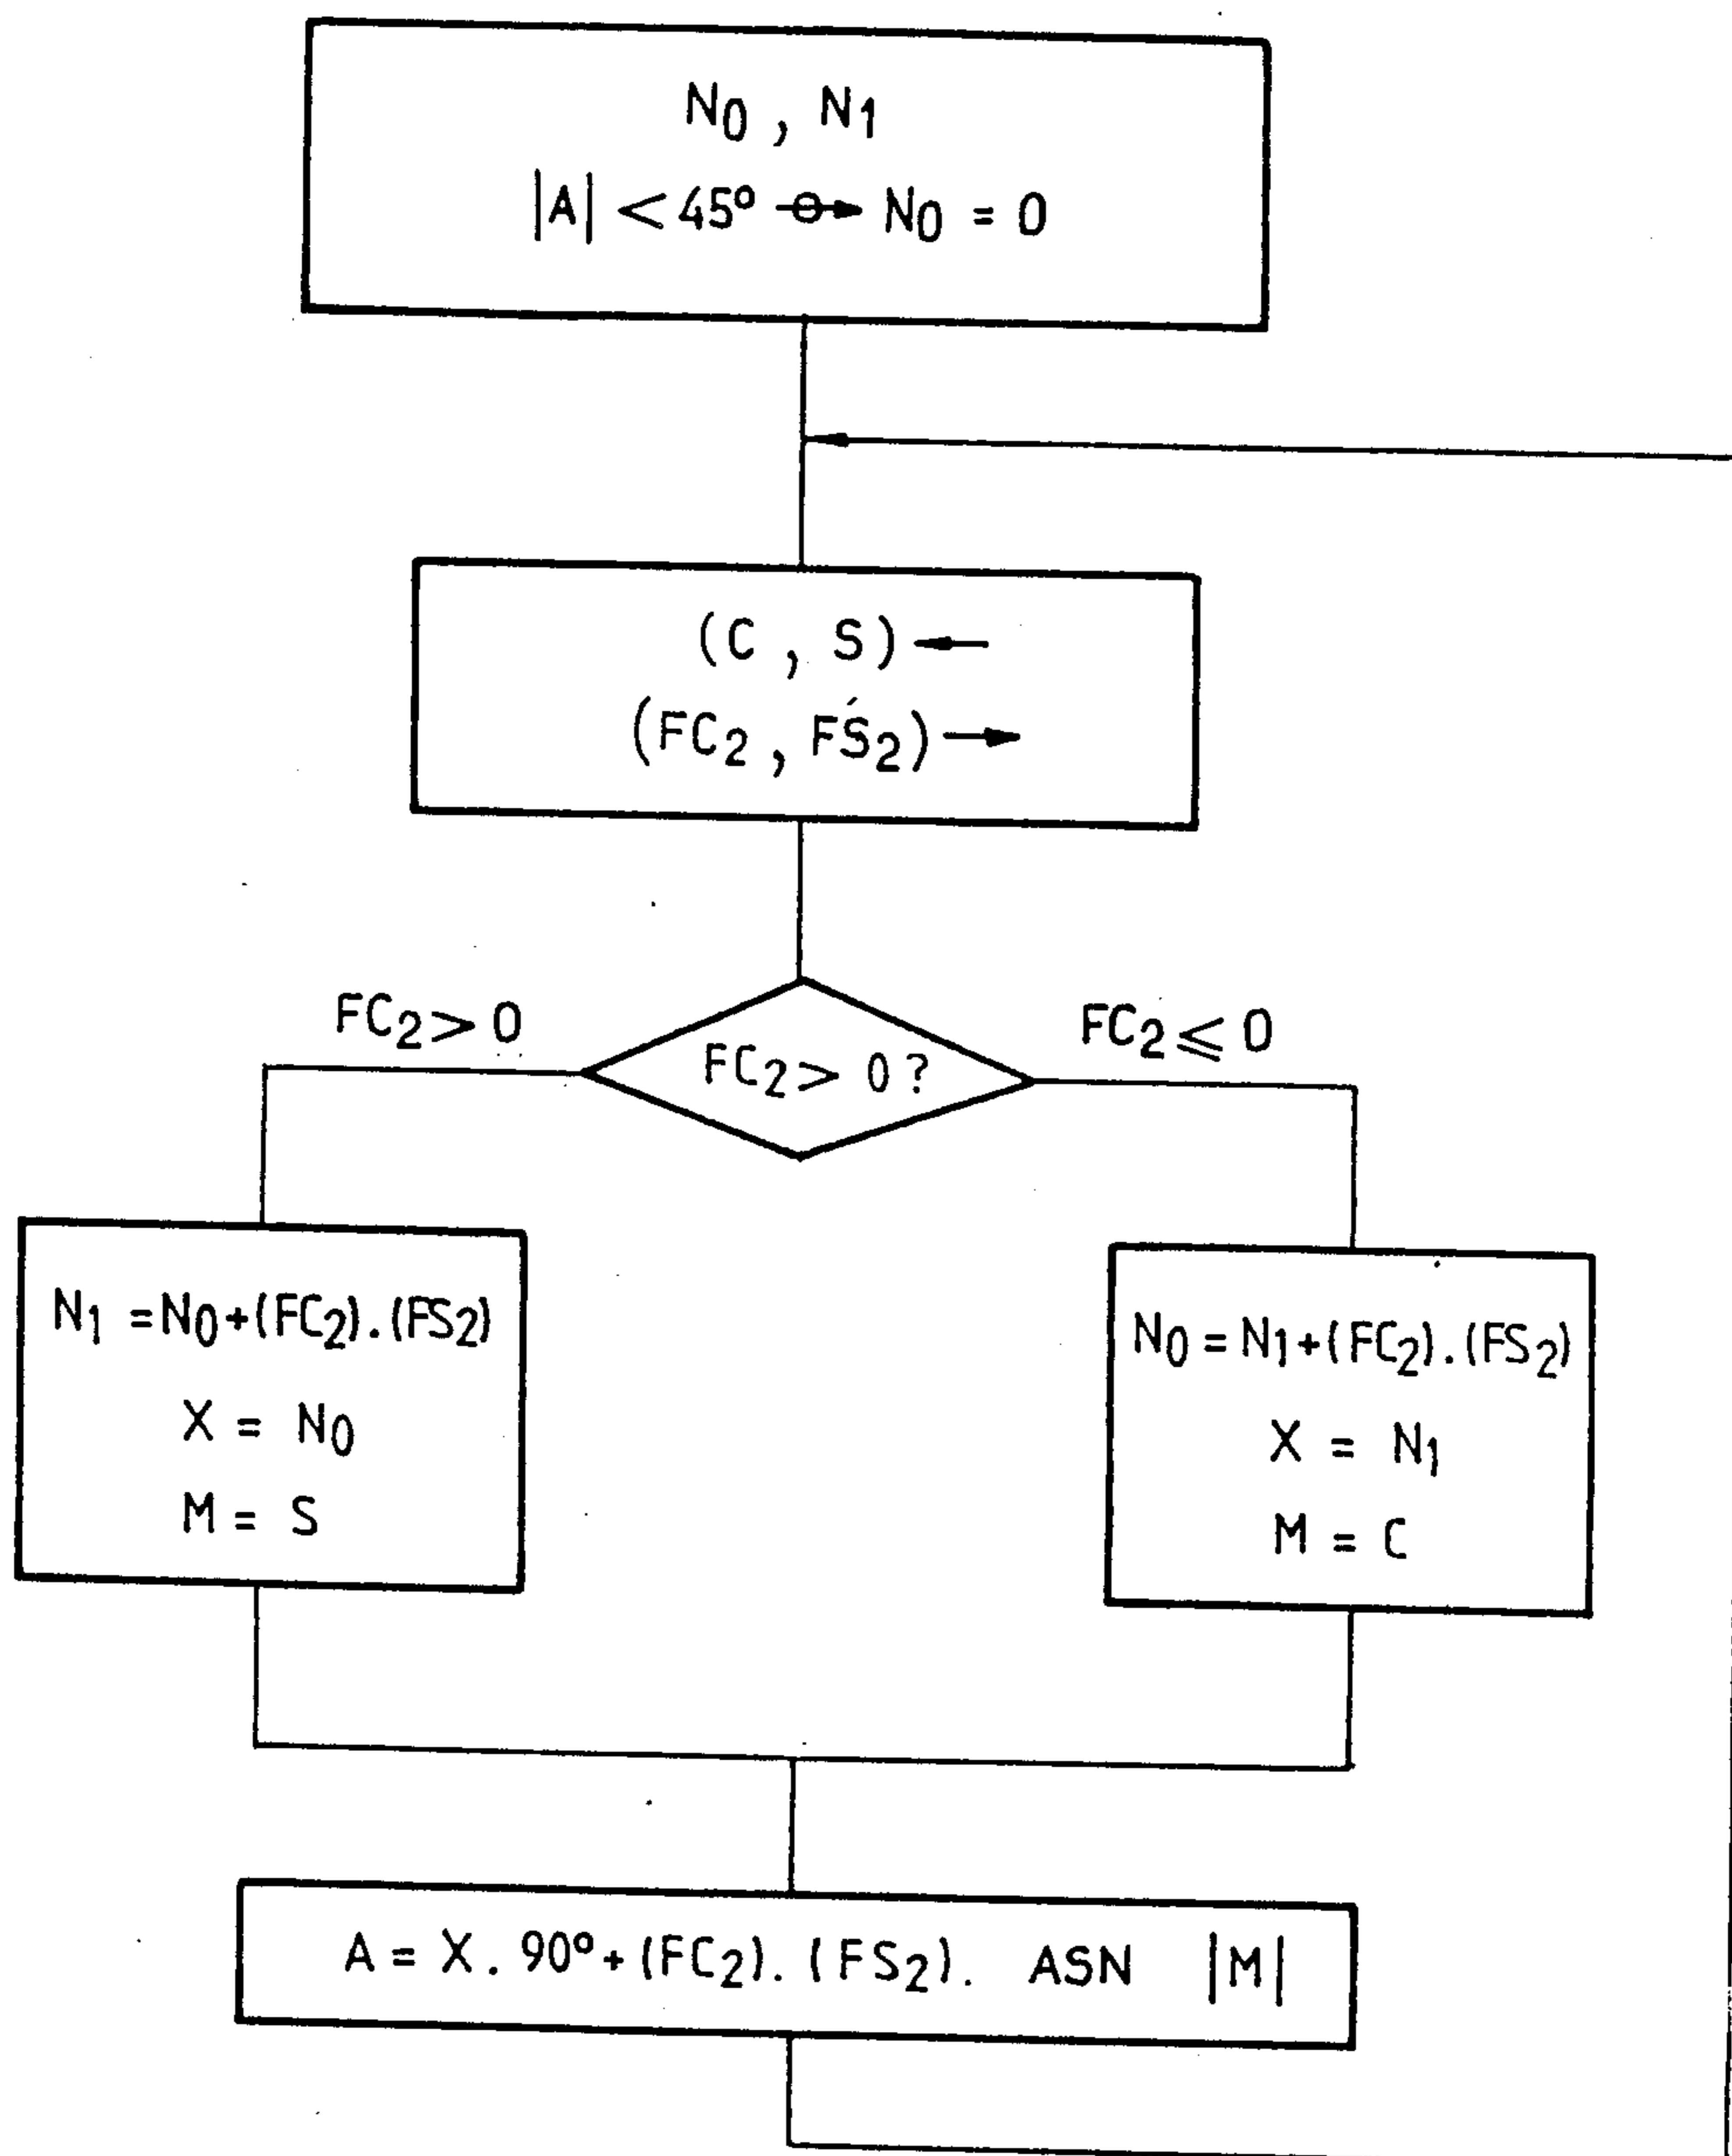 N₀ , N₁
|A| < 45° ⟶ N₀ = 0
(C , S) ←
(FC₂ , FS₂) →
FC₂ > 0
FC₂ > 0 ?
FC₂ ⩽ 0
N₁ = N₀ + (FC₂) . (FS₂)
X = N₀
M = S
N₀ = N₁ + (FC₂) . (FS₂)
X = N₁
M = C
A = X . 90° + (FC₂) . (FS₂) . ASN |M|